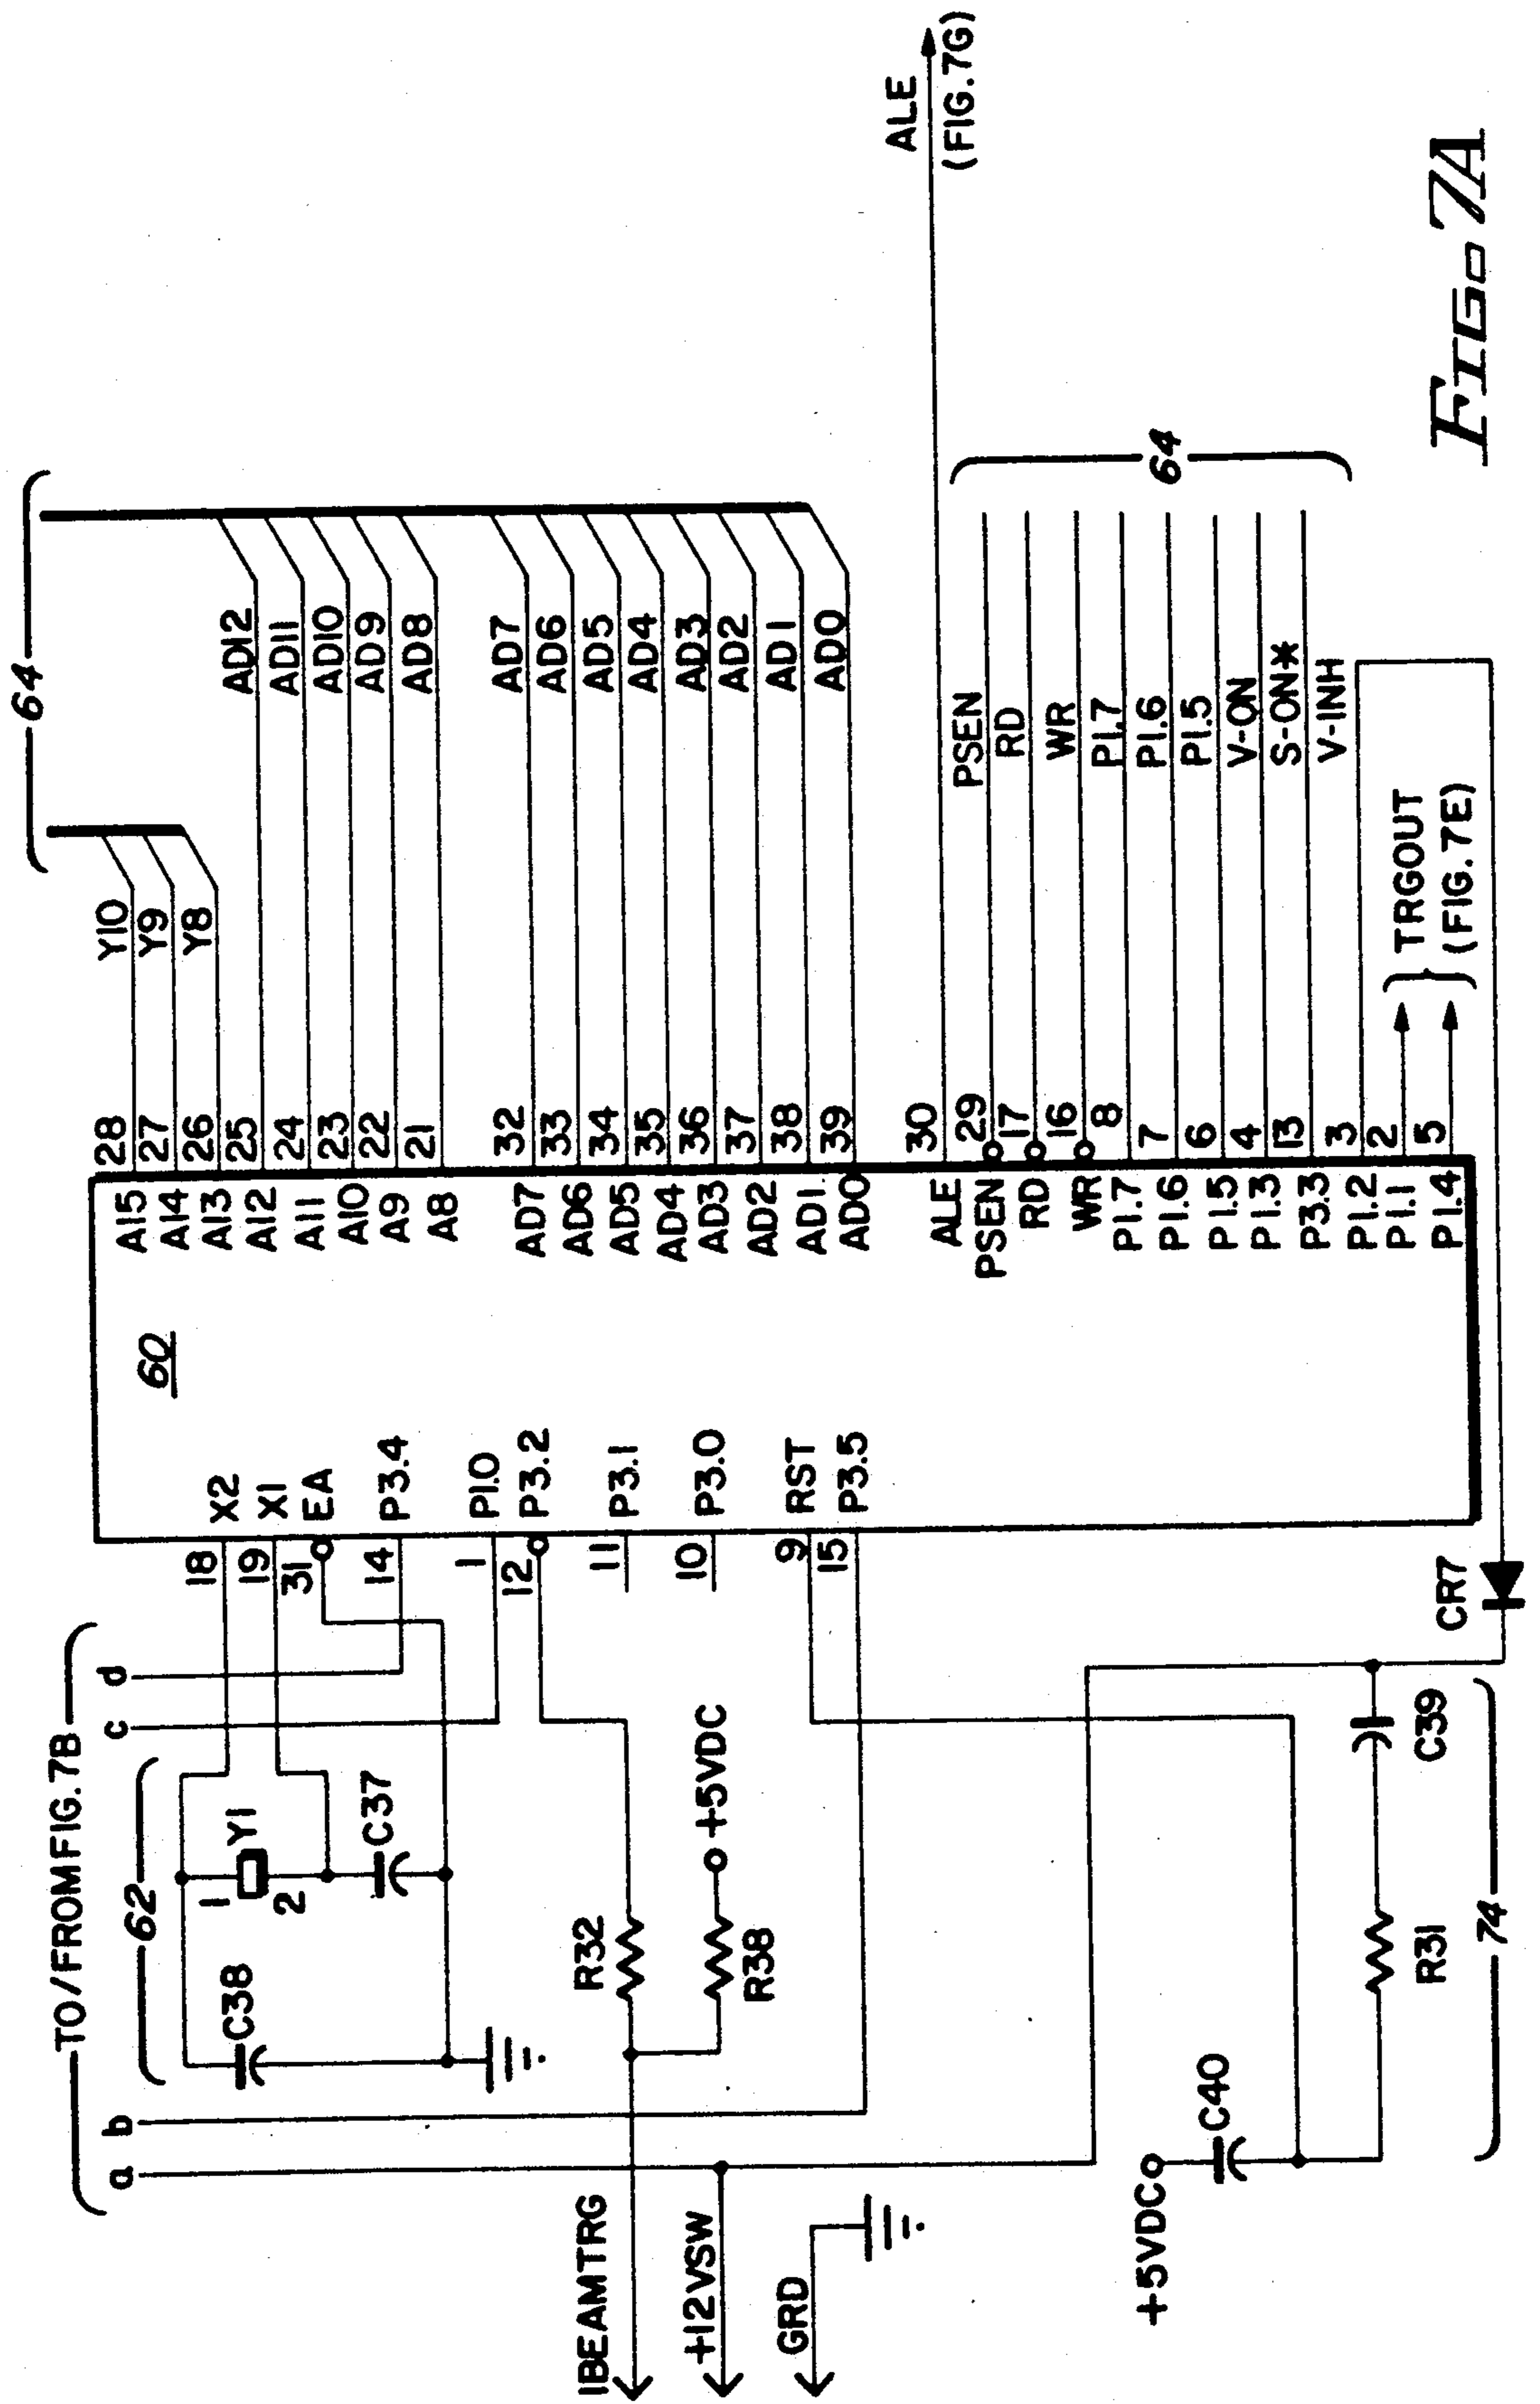 TO/FROM FIG. 7B
a
b
c
d
62
C38
1
Y1
2
C37
IBEAMTRG
R32
+12VSW
R38
+5VDC
GRD
+5VDC
C40
R31
C39
74
CR7
60
18 X2
19 X1
31 EA
14 P3.4
1 P1.0
12 P3.2
11 P3.1
10 P3.0
9 RST
15 P3.5
A15 28 Y10
A14 27 Y9
A13 26 Y8
A12 25 AD12
A11 24 AD11
A10 23 AD10
A9 22 AD9
A8 21 AD8
AD7 32 AD7
AD6 33 AD6
AD5 34 AD5
AD4 35 AD4
AD3 36 AD3
AD2 37 AD2
AD1 38 AD1
AD0 39 AD0
64
ALE 30
ALE
(FIG. 7G)
PSEN 29 PSEN
RD 17 RD
WR 16 WR
P1.7 8 P1.7
P1.6 7 P1.6
P1.5 6 P1.5
P1.3 4 V-ON
P3.3 13 S-ON*
P1.2 3 V-INH
P1.1 2
P1.4 5
TRGOUT
(FIG. 7E)
64
FIG. 7A